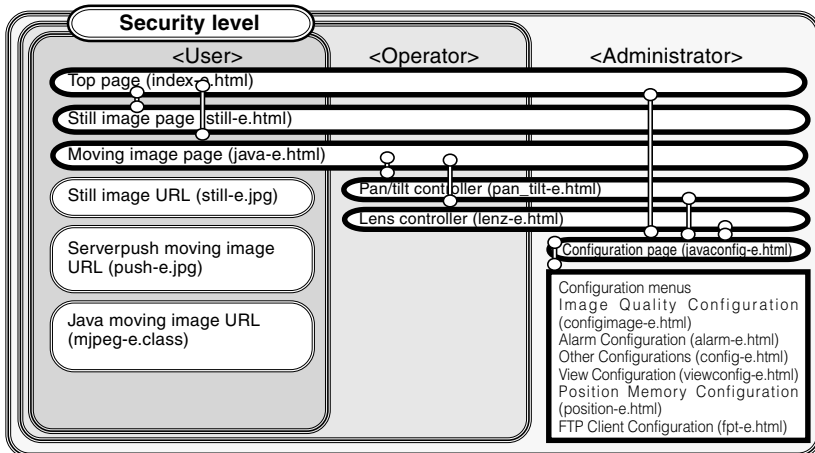 Security level
<User>
<Operator>
<Administrator>
Top page (index-e.html)
Still image page (still-e.html)
Moving image page (java-e.html)
Still image URL (still-e.jpg)
Pan/tilt controller (pan_tilt-e.html)
Lens controller (lenz-e.html)
Serverpush moving image
URL (push-e.jpg)
Configuration page (javaconfig-e.html)
Java moving image URL
(mjpeg-e.class)
Configuration menus
Image Quality Configuration
(configimage-e.html)
Alarm Configuration (alarm-e.html)
Other Configurations (config-e.html)
View Configuration (viewconfig-e.html)
Position Memory Configuration
(position-e.html)
FTP Client Configuration (fpt-e.html)